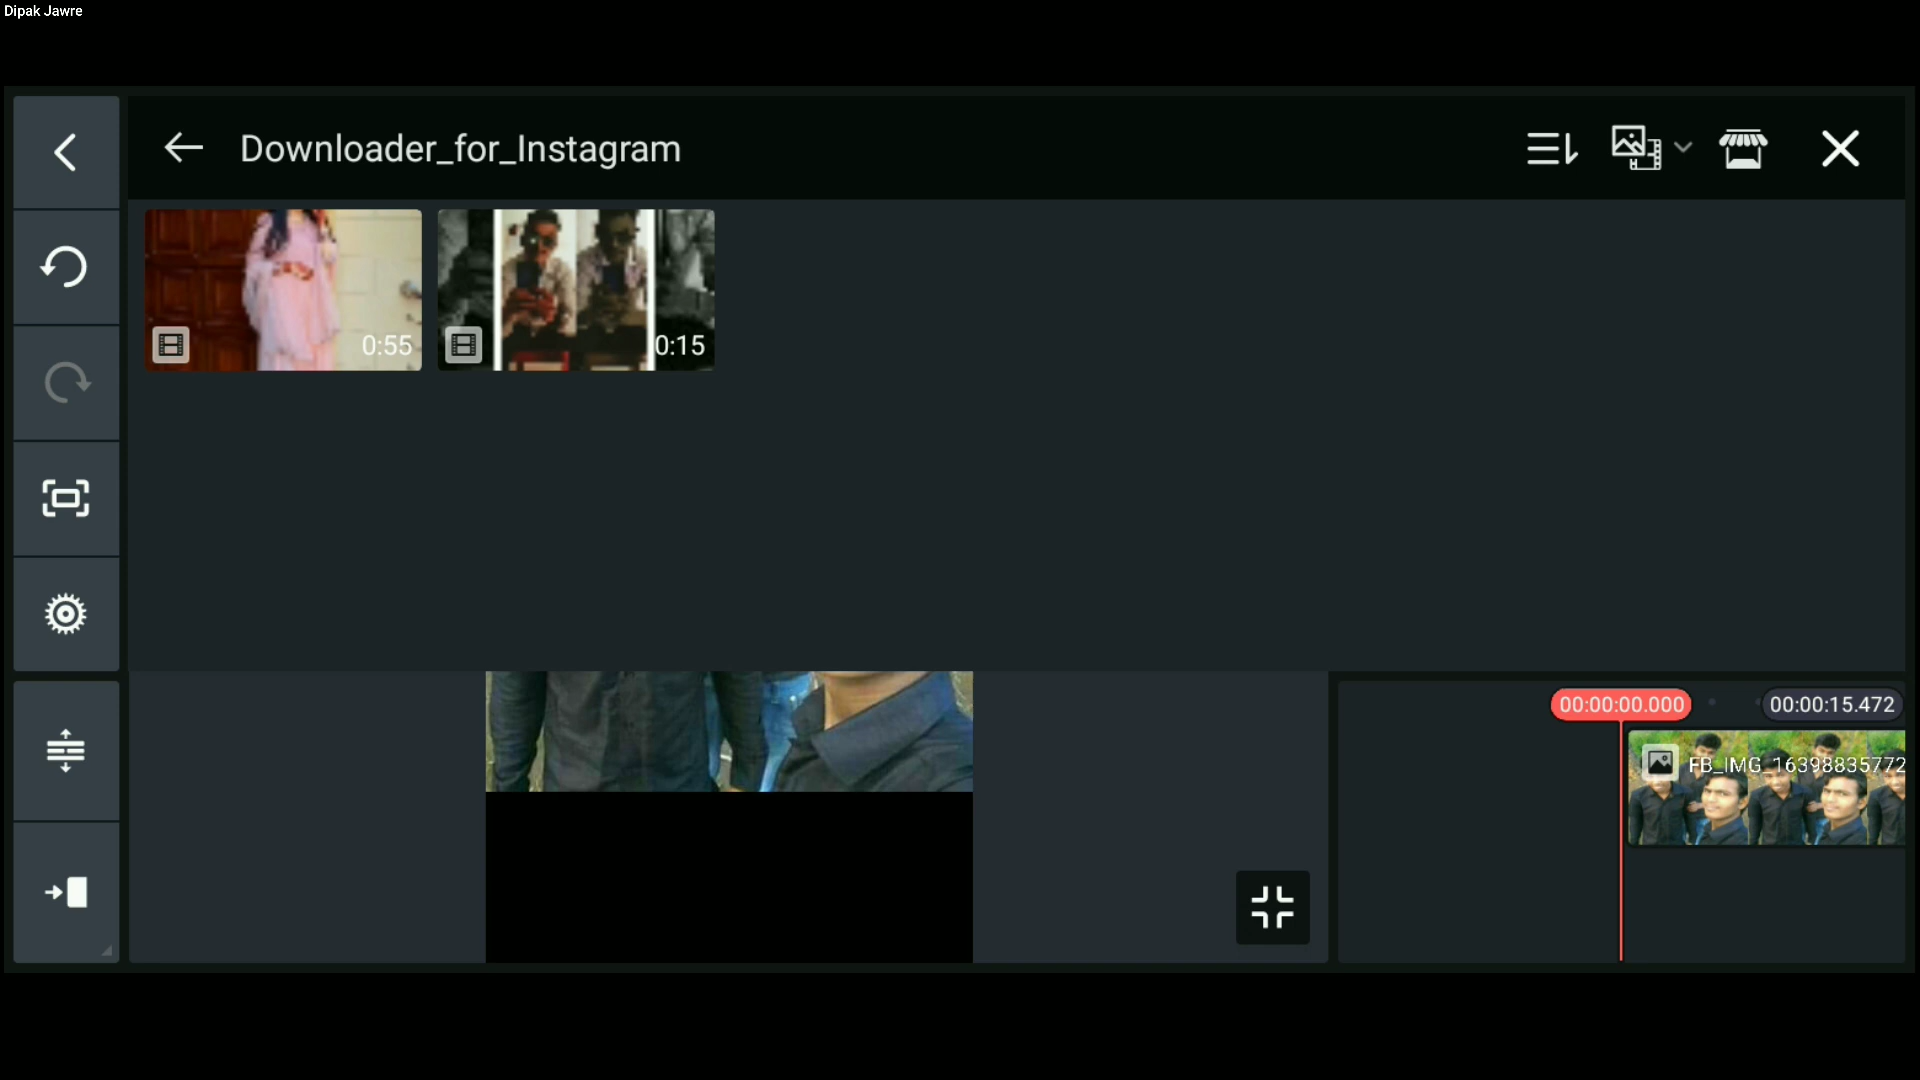 Dipak Jawre
Downloader_for_Instagram
0:55
0:15
00:00:00.000
00:00:15.472
FB_IMG_16398835772